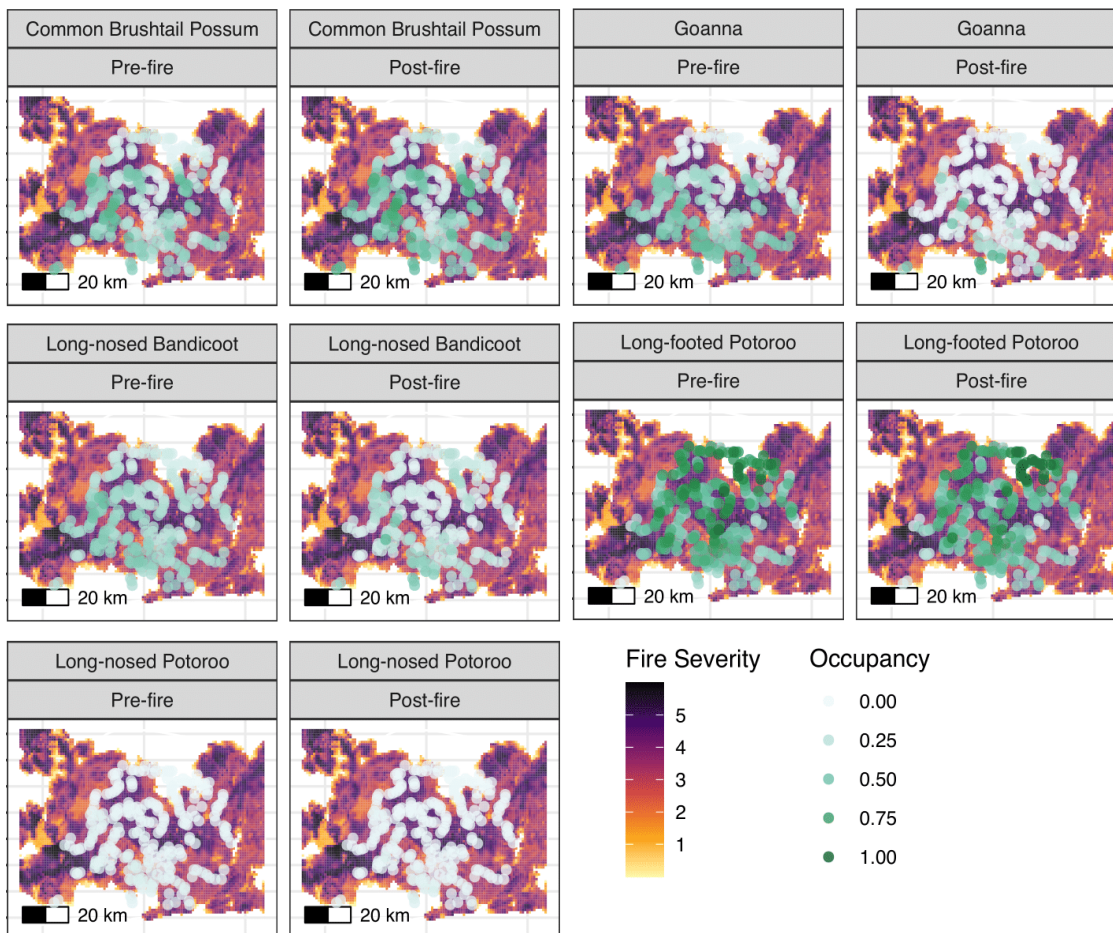 Common Brushtail Possum
Pre-fire
20 km
Common Brushtail Possum
Post-fire
20 km
Goanna
Pre-fire
20 km
Goanna
Post-fire
20 km
Long-nosed Bandicoot
Pre-fire
20 km
Long-nosed Bandicoot
Post-fire
20 km
Long-footed Potoroo
Pre-fire
20 km
Long-footed Potoroo
Post-fire
20 km
Long-nosed Potoroo
Pre-fire
20 km
Long-nosed Potoroo
Post-fire
20 km
Fire Severity
5
4
3
2
1
Occupancy
0.00
0.25
0.50
0.75
1.00